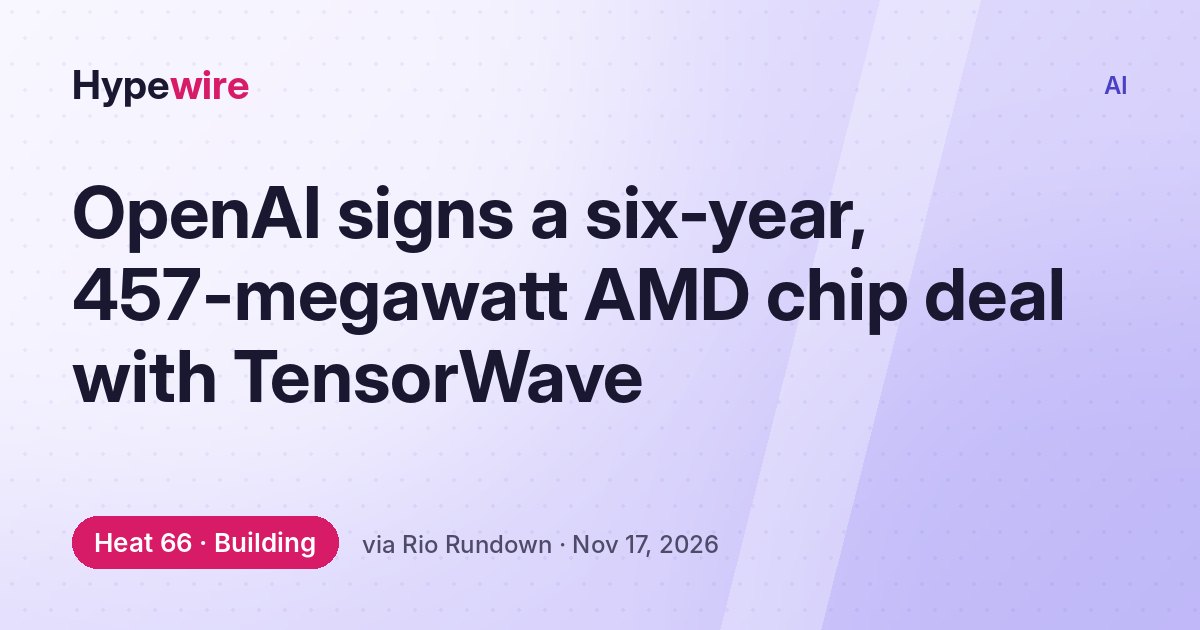 Hypewire
AI
OpenAI signs a six-year,
457-megawatt AMD chip deal
with TensorWave
Heat 66 · Building
via Rio Rundown · Nov 17, 2026